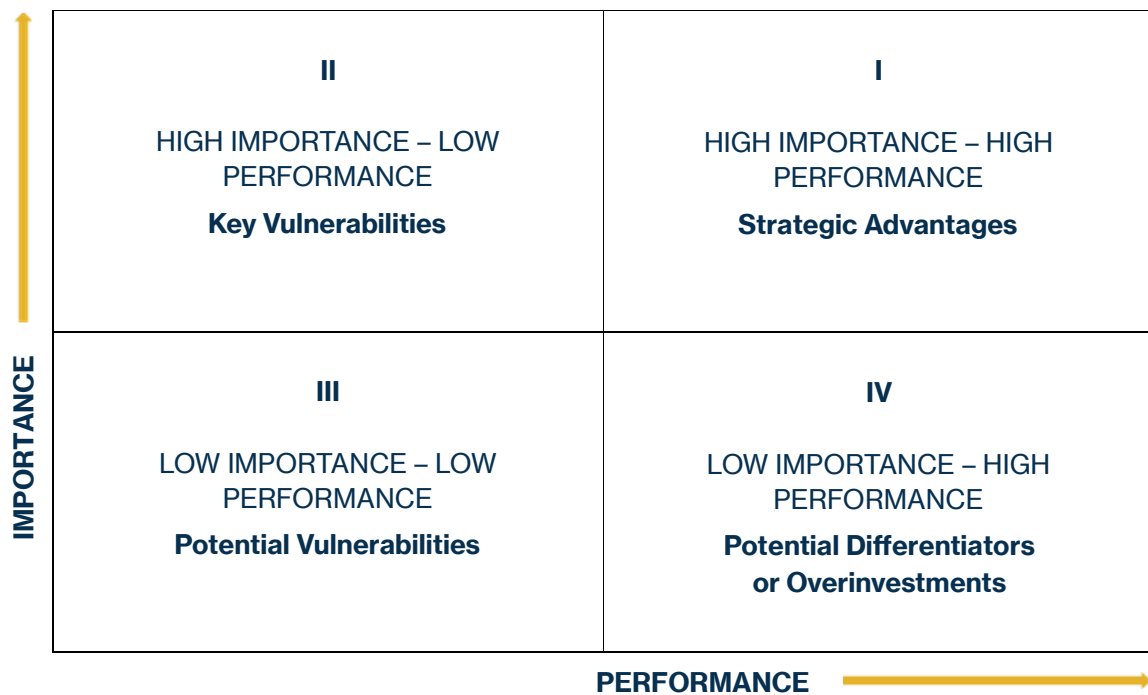 II
HIGH IMPORTANCE – LOW
PERFORMANCE
Key Vulnerabilities
I
HIGH IMPORTANCE – HIGH
PERFORMANCE
Strategic Advantages
IMPORTANCE
III
LOW IMPORTANCE – LOW
PERFORMANCE
Potential Vulnerabilities
IV
LOW IMPORTANCE – HIGH
PERFORMANCE
Potential Differentiators
or Overinvestments
PERFORMANCE